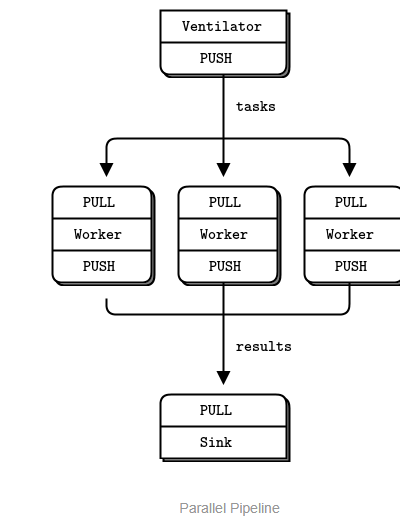 Ventilator
PUSH
tasks
PULL
PULL
PULL
Worker
Worker
Worker
PUSH
PUSH
PUSH
results
PULL
Sink
Parallel Pipeline